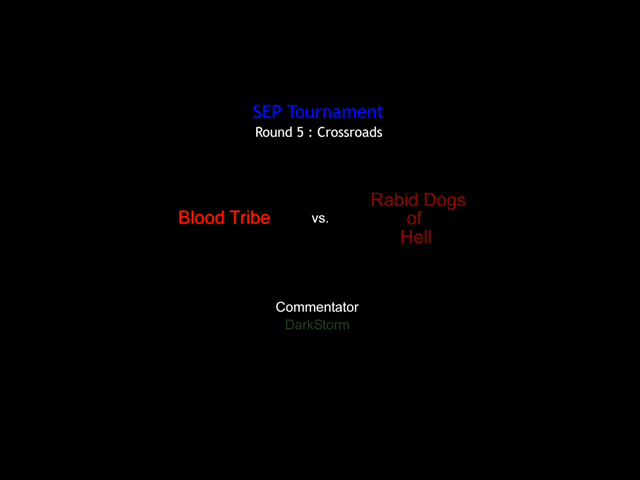 SEP Tournament
Round 5 : Crossroads
Blood Tribe vs. Rabid Dogs
of
Hell
Commentator
DarkStorm